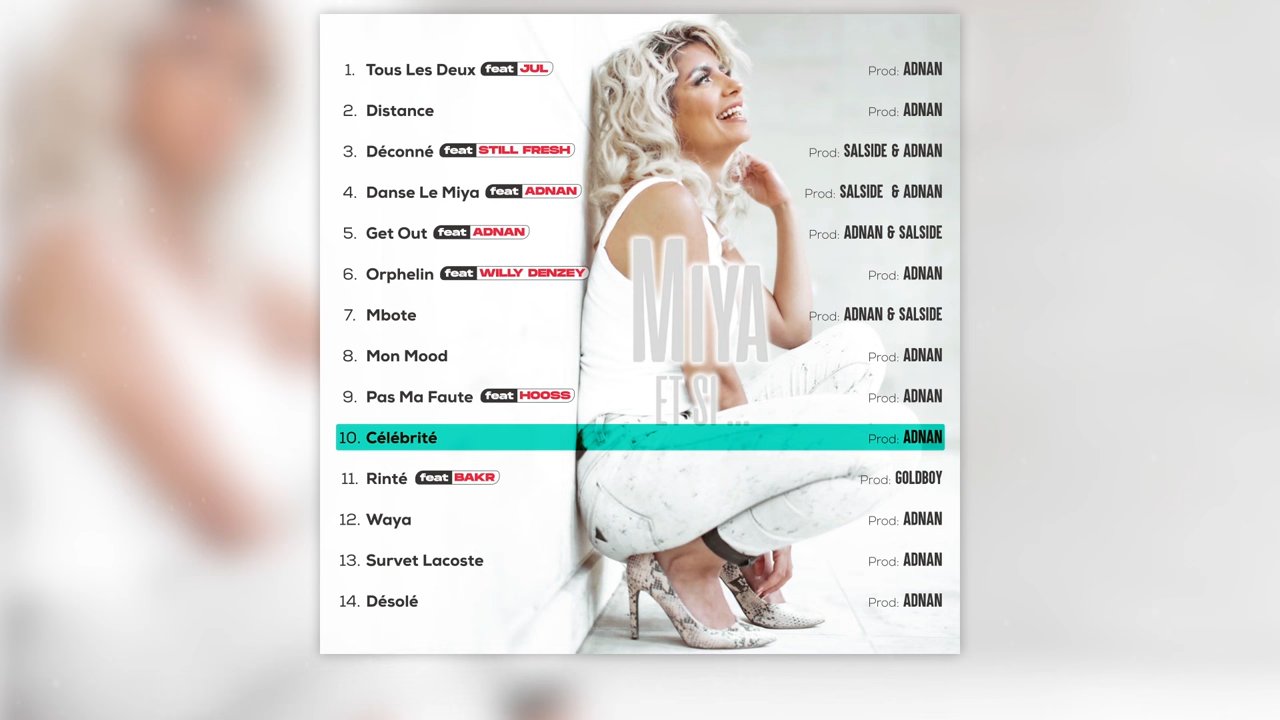 1. Tous Les Deux feat JUL Prod: ADNAN
2. Distance Prod: ADNAN
3. Déconné feat STILL FRESH Prod: SALSIDE & ADNAN
4. Danse Le Miya feat ADNAN Prod: SALSIDE & ADNAN
5. Get Out feat ADNAN Prod: ADNAN & SALSIDE
6. Orphelin feat WILLY DENZEY Prod: ADNAN
7. Mbote Prod: ADNAN & SALSIDE
8. Mon Mood Prod: ADNAN
9. Pas Ma Faute feat HOOSS Prod: ADNAN
10. Célébrité Prod: ADNAN
11. Rinté feat BAKR Prod: GOLDBOY
12. Waya Prod: ADNAN
13. Survet Lacoste Prod: ADNAN
14. Désolé Prod: ADNAN
MIYA
ET SI ...